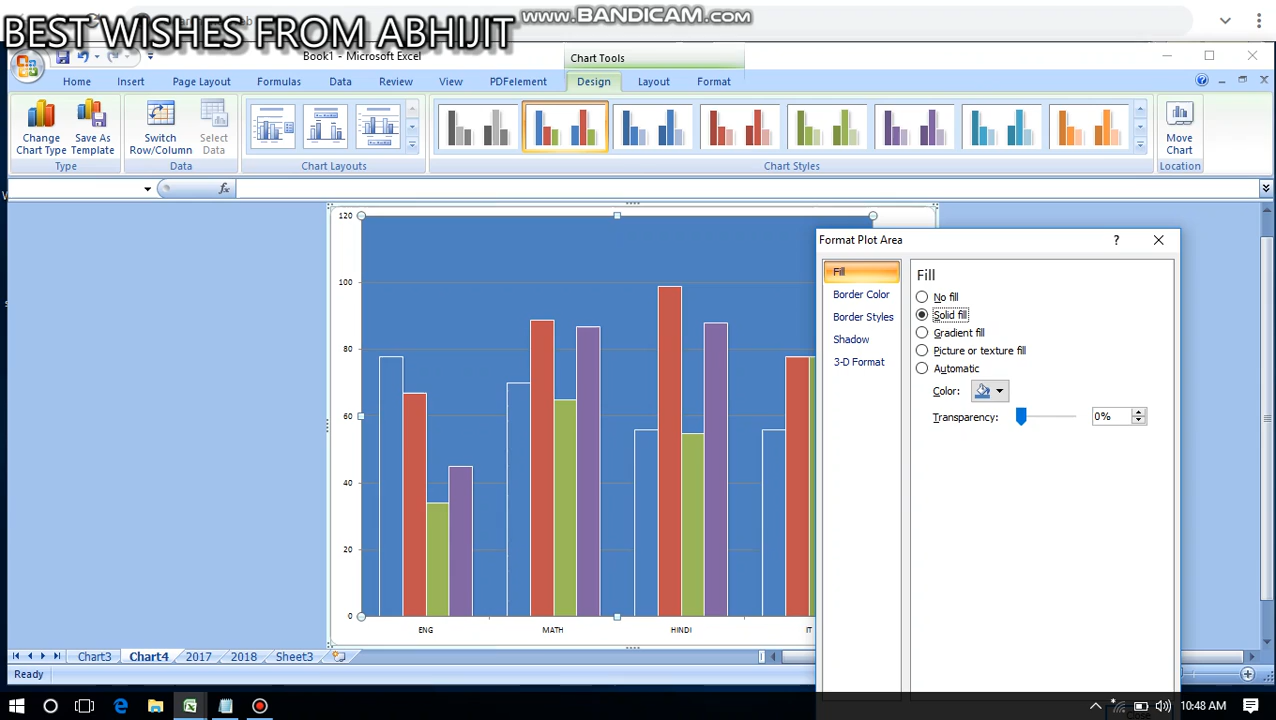 BEST WISHES FROM ABHIJIT
www.BANDICAM.com
Book1 - Microsoft Excel
Chart Tools
Home Insert Page Layout Formulas Data Review View PDFelement Design Layout Format
Change Chart Type
Save As Template
Switch Row/Column
Select Data
Move Chart
Type Data Chart Layouts Chart Styles Location
fx
120
100
80
60
40
20
0
ENG MATH HINDI IT
Format Plot Area
?
Fill
Border Color
Border Styles
Shadow
3-D Format
Fill
No fill
Solid fill
Gradient fill
Picture or texture fill
Automatic
Color:
Transparency: 0%
Chart3 Chart4 2017 2018 Sheet3
Ready
10:48 AM